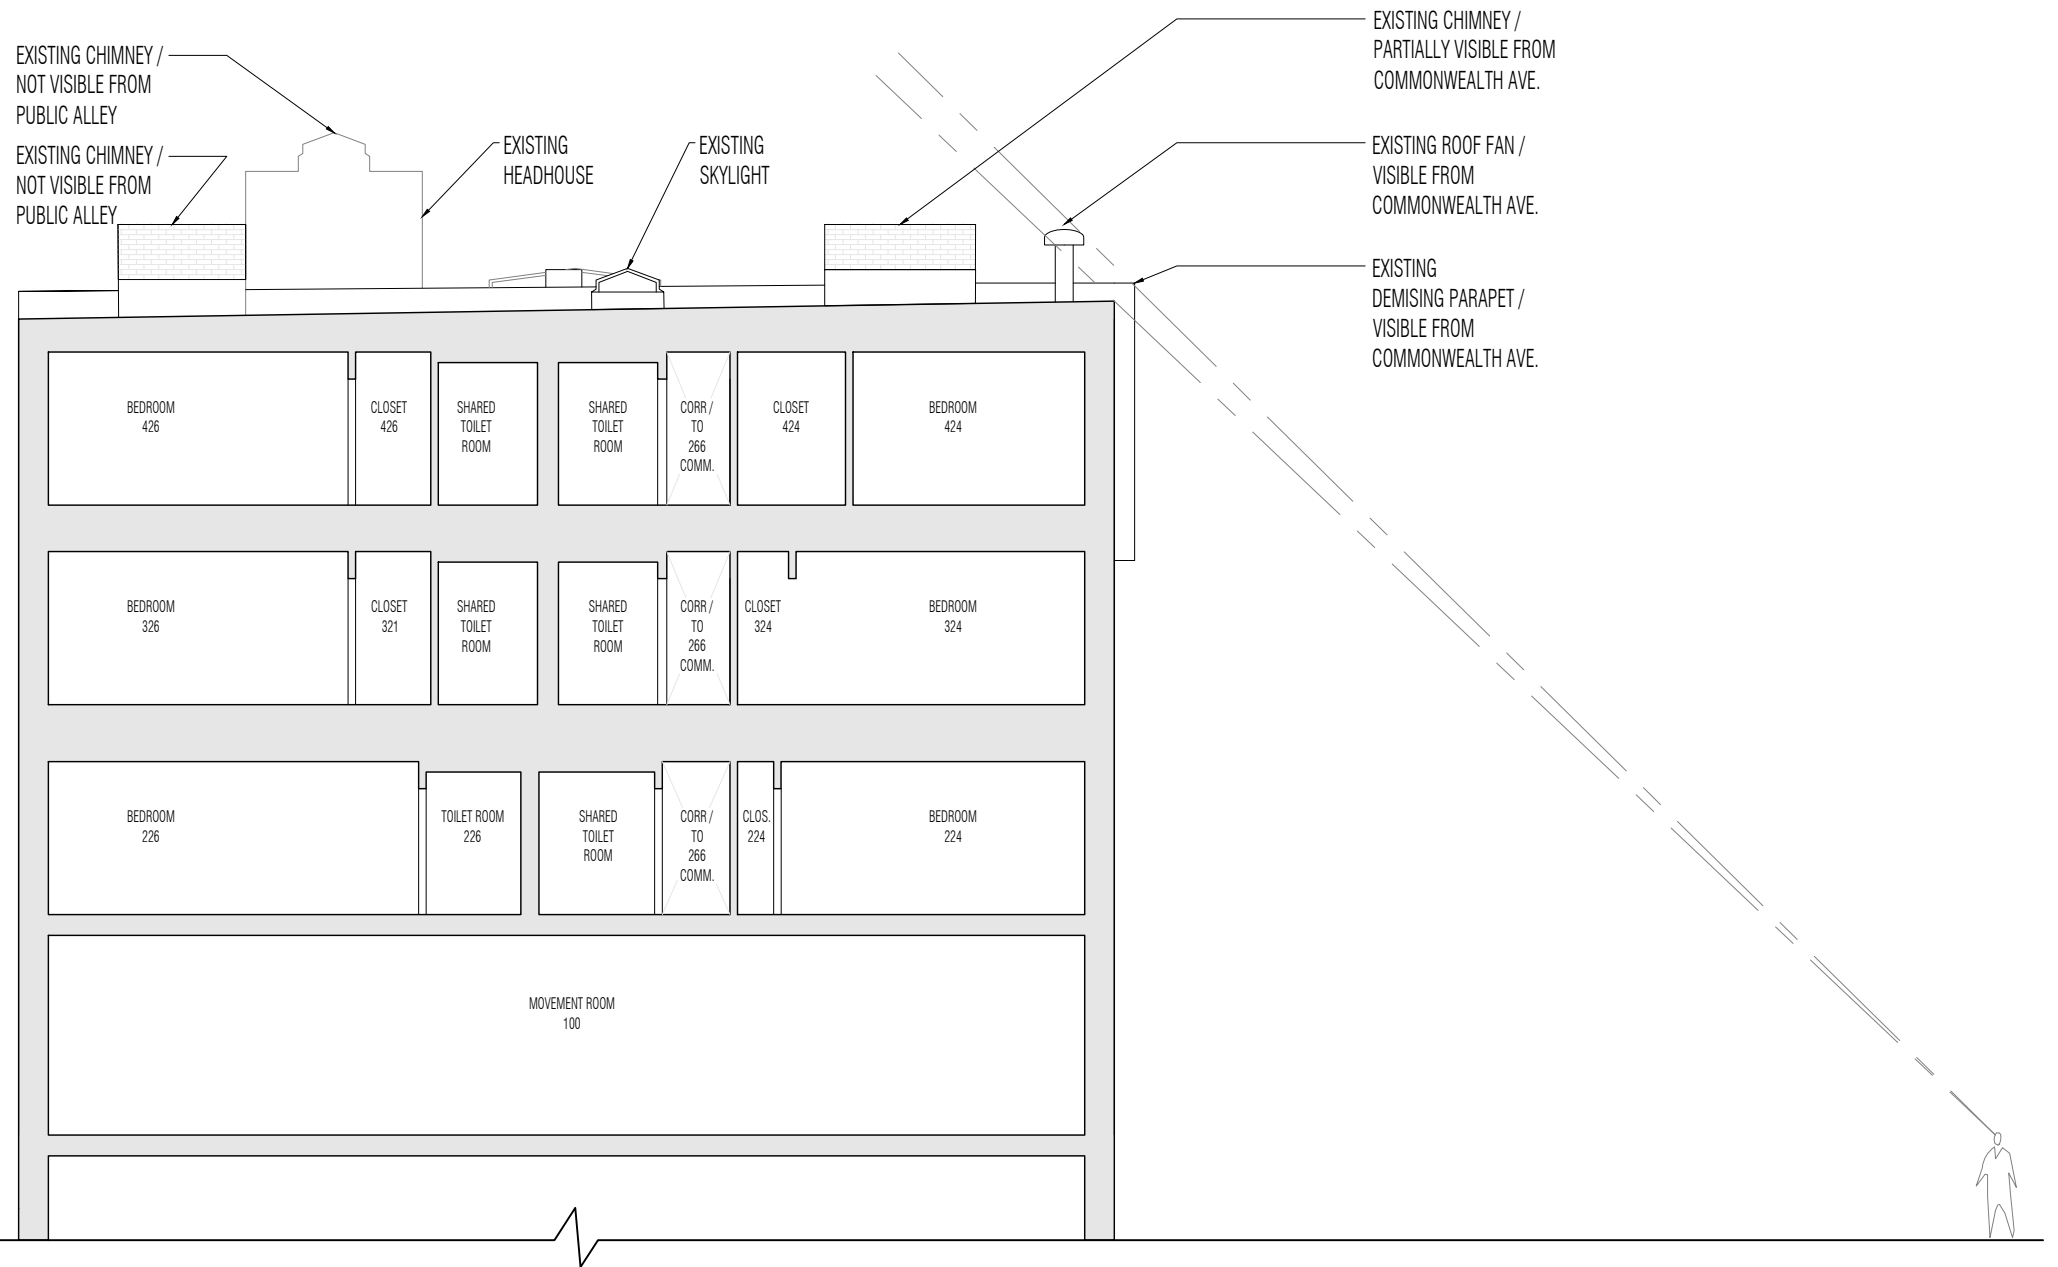 EXISTING CHIMNEY /
NOT VISIBLE FROM
PUBLIC ALLEY
EXISTING CHIMNEY /
NOT VISIBLE FROM
PUBLIC ALLEY
EXISTING
HEADHOUSE
EXISTING
SKYLIGHT
EXISTING CHIMNEY /
PARTIALLY VISIBLE FROM
COMMONWEALTH AVE.
EXISTING ROOF FAN /
VISIBLE FROM
COMMONWEALTH AVE.
EXISTING
DEMISING PARAPET /
VISIBLE FROM
COMMONWEALTH AVE.
BEDROOM
426
CLOSET
426
SHARED
TOILET
ROOM
SHARED
TOILET
ROOM
CORR /
TO
266
COMM.
CLOSET
424
BEDROOM
424
BEDROOM
326
CLOSET
321
SHARED
TOILET
ROOM
SHARED
TOILET
ROOM
CORR /
TO
266
COMM.
CLOSET
324
BEDROOM
324
BEDROOM
226
TOILET ROOM
226
SHARED
TOILET
ROOM
CORR /
TO
266
COMM.
CLOS.
224
BEDROOM
224
MOVEMENT ROOM
100